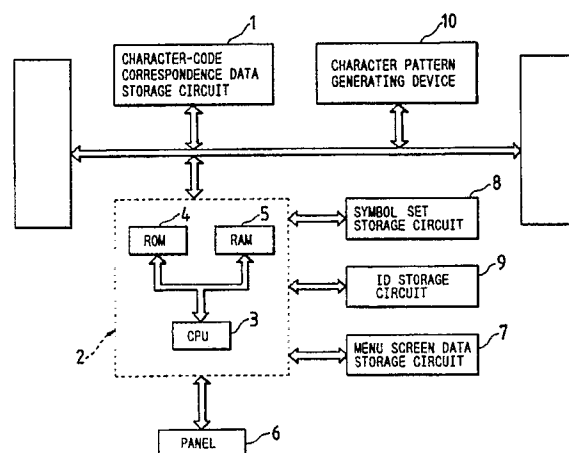 1
CHARACTER-CODE
CORRESPONDENCE DATA
STORAGE CIRCUIT
10
CHARACTER PATTERN
GENERATING DEVICE
4
ROM
5
RAM
8
SYMBOL SET
STORAGE CIRCUIT
9
ID STORAGE
CIRCUIT
3
CPU
2
7
MENU SCREEN DATA
STORAGE CIRCUIT
PANEL
6